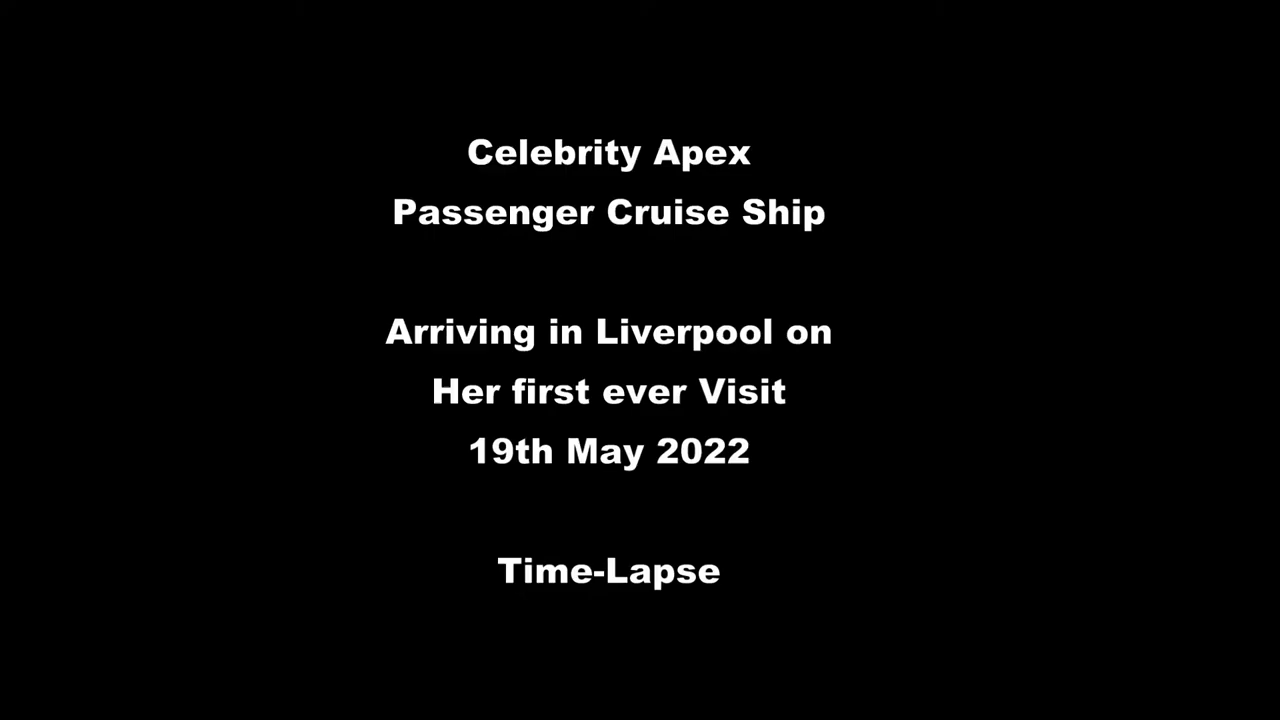 Celebrity Apex
Passenger Cruise Ship
Arriving in Liverpool on
Her first ever Visit
19th May 2022
Time-Lapse